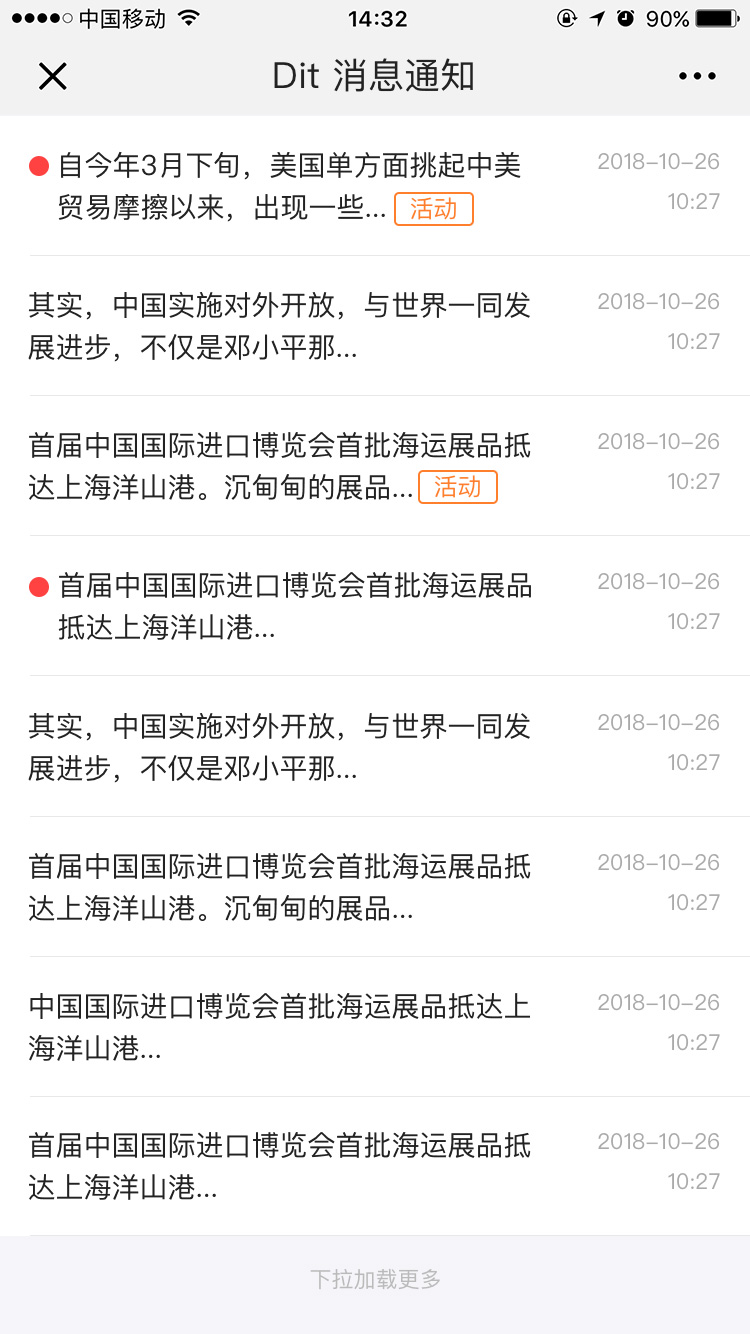 中国移动 14:32 90%
Dit 消息通知
自今年3月下旬，美国单方面挑起中美 2018-10-26
贸易摩擦以来，出现一些... 活动 10:27
其实，中国实施对外开放，与世界一同发 2018-10-26
展进步，不仅是邓小平那... 10:27
首届中国国际进口博览会首批海运展品抵 2018-10-26
达上海洋山港。沉甸甸的展品... 活动 10:27
首届中国国际进口博览会首批海运展品 2018-10-26
抵达上海洋山港... 10:27
其实，中国实施对外开放，与世界一同发 2018-10-26
展进步，不仅是邓小平那... 10:27
首届中国国际进口博览会首批海运展品抵 2018-10-26
达上海洋山港。沉甸甸的展品... 10:27
中国国际进口博览会首批海运展品抵达上 2018-10-26
海洋山港... 10:27
首届中国国际进口博览会首批海运展品抵 2018-10-26
达上海洋山港... 10:27
下拉加载更多